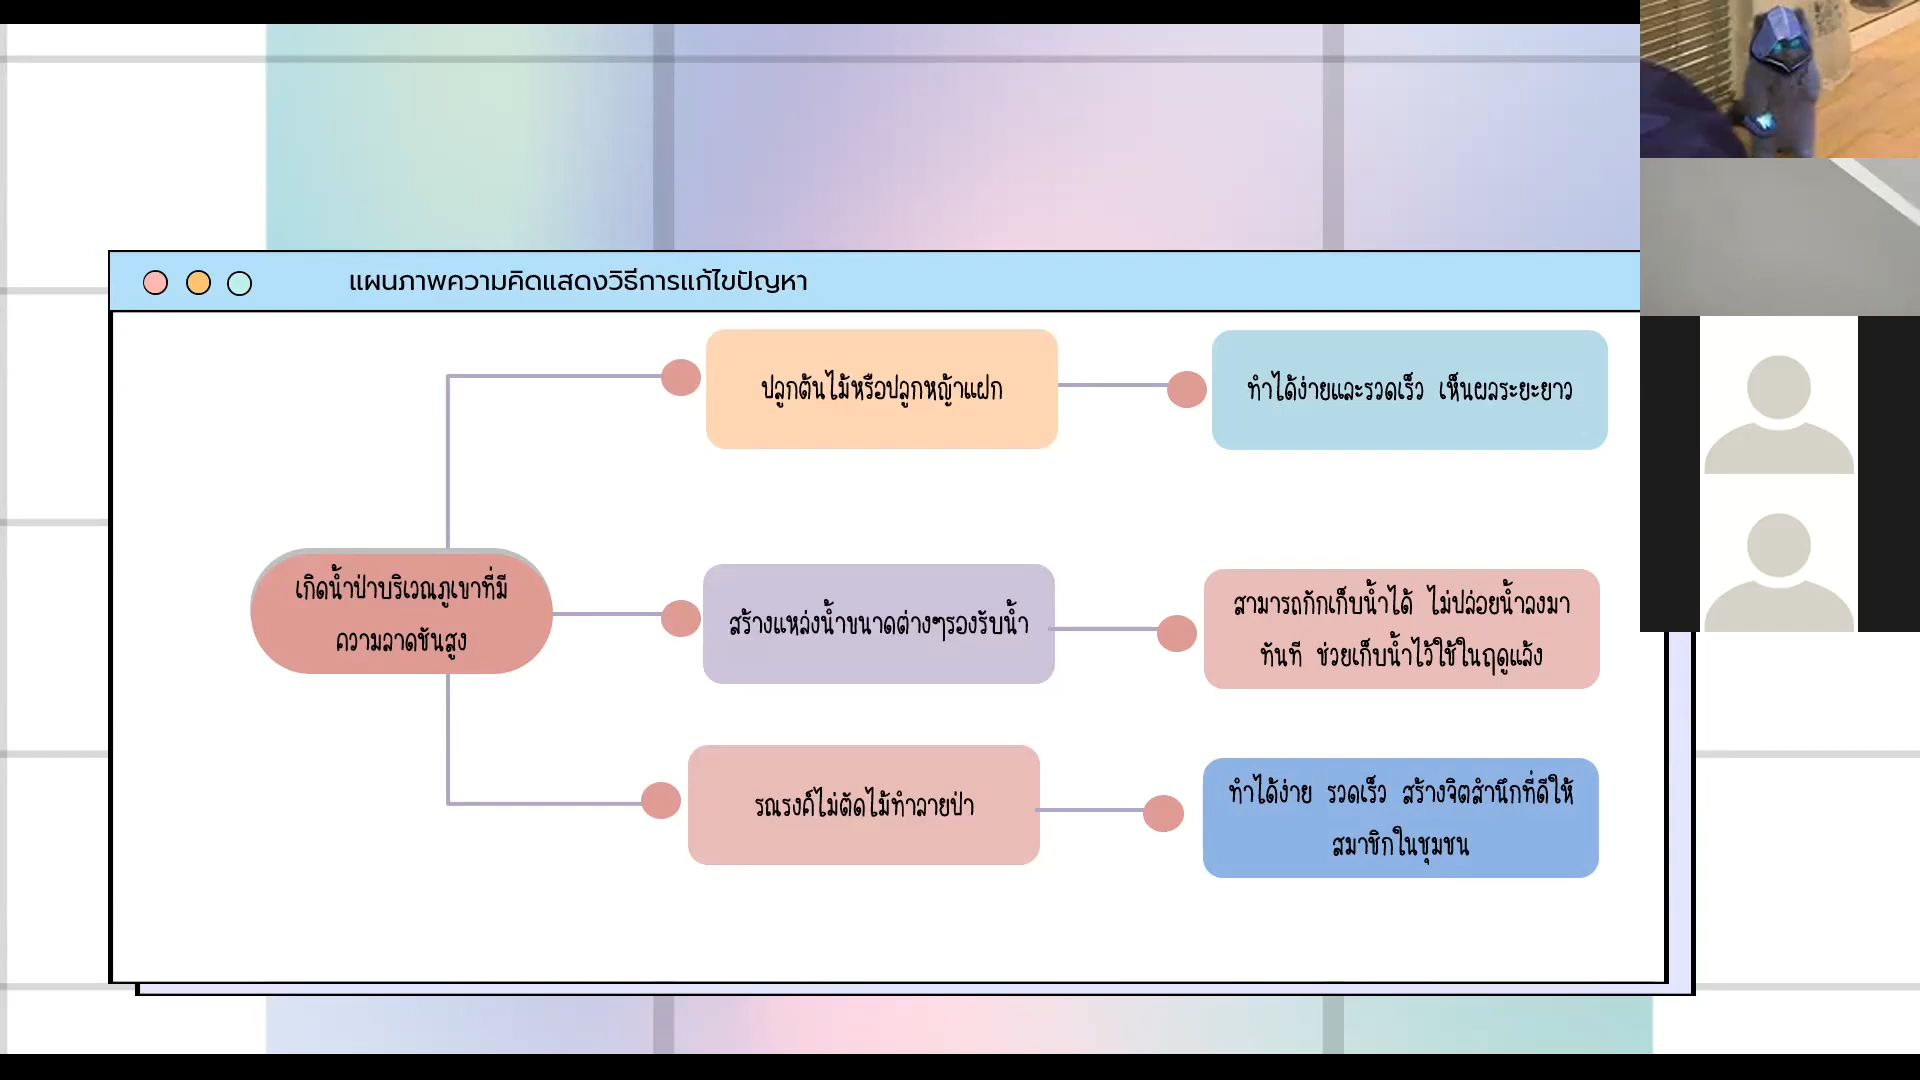 แผนภาพความคิดแสดงวิธีการแก้ไขปัญหา
ปลูกต้นไม้หรือปลูกหญ้าแฝก
ทำได้ง่ายและรวดเร็ว เห็นผลระยะยาว
เกิดน้ำป่าบริเวณภูเขาที่มี
ความลาดชันสูง
สร้างแหล่งน้ำขนาดต่างๆรองรับน้ำ
สามารถกักเก็บน้ำได้ ไม่ปล่อยน้ำลงมา
ทันที ช่วยเก็บน้ำไว้ใช้ในฤดูแล้ง
รณรงค์ไม่ตัดไม้ทำลายป่า
ทำได้ง่าย รวดเร็ว สร้างจิตสำนึกที่ดีให้
สมาชิกในชุมชน